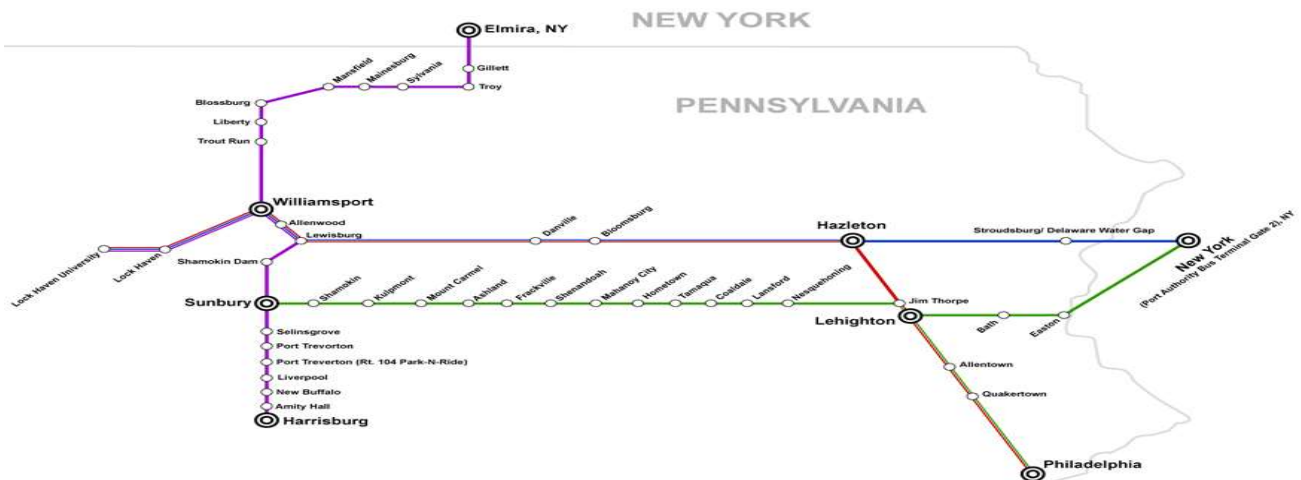 NEW YORK
Elmira, NY
Gillett
Troy
Sylvania
Mainesburg
Mansfield
Blossburg
Liberty
Trout Run
PENNSYLVANIA
Williamsport
Allenwood
Lewisburg
Lock Haven University
Lock Haven
Shamokin Dam
Danville
Bloomsburg
Hazleton
Stroudsburg/ Delaware Water Gap
New York
(Port Authority Bus Terminal Gate 2), NY
Sunbury
Shamokin
Kulpmont
Mount Carmel
Ashland
Frackville
Shenandoah
Mahanoy City
Hometown
Tamaqua
Coaldale
Lansford
Nesquehoning
Jim Thorpe
Lehighton
Bath
Easton
Selinsgrove
Port Trevorton
Port Treverton (Rt. 104 Park-N-Ride)
Liverpool
New Buffalo
Amity Hall
Harrisburg
Allentown
Quakertown
Philadelphia